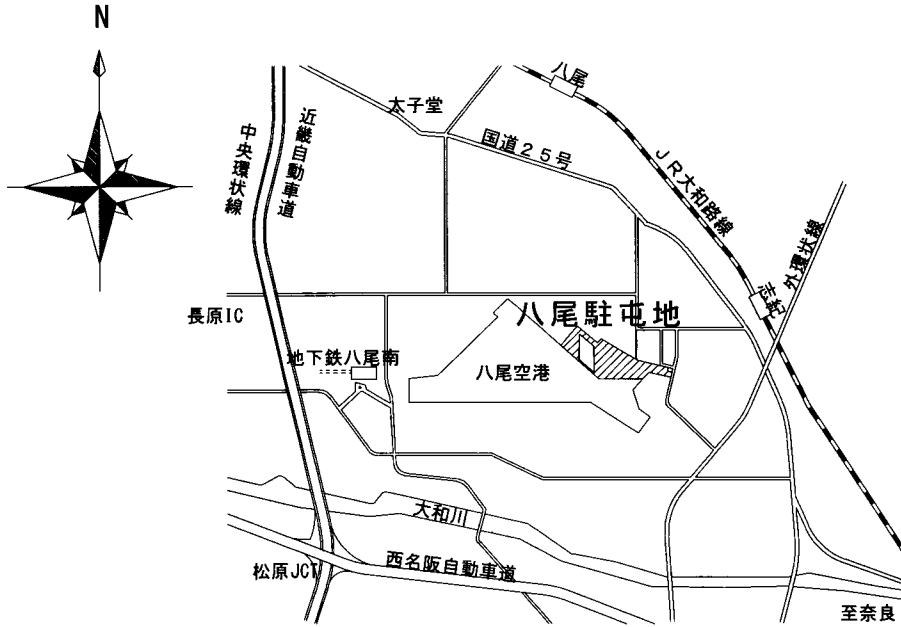 N
八尾
太子堂
国道２５号
近畿自動車道
中央環状線
ＪＲ大和路線
外環状線
志紀
長原IC
八尾駐屯地
地下鉄八尾南
八尾空港
大和川
松原JCT
西名阪自動車道
至奈良